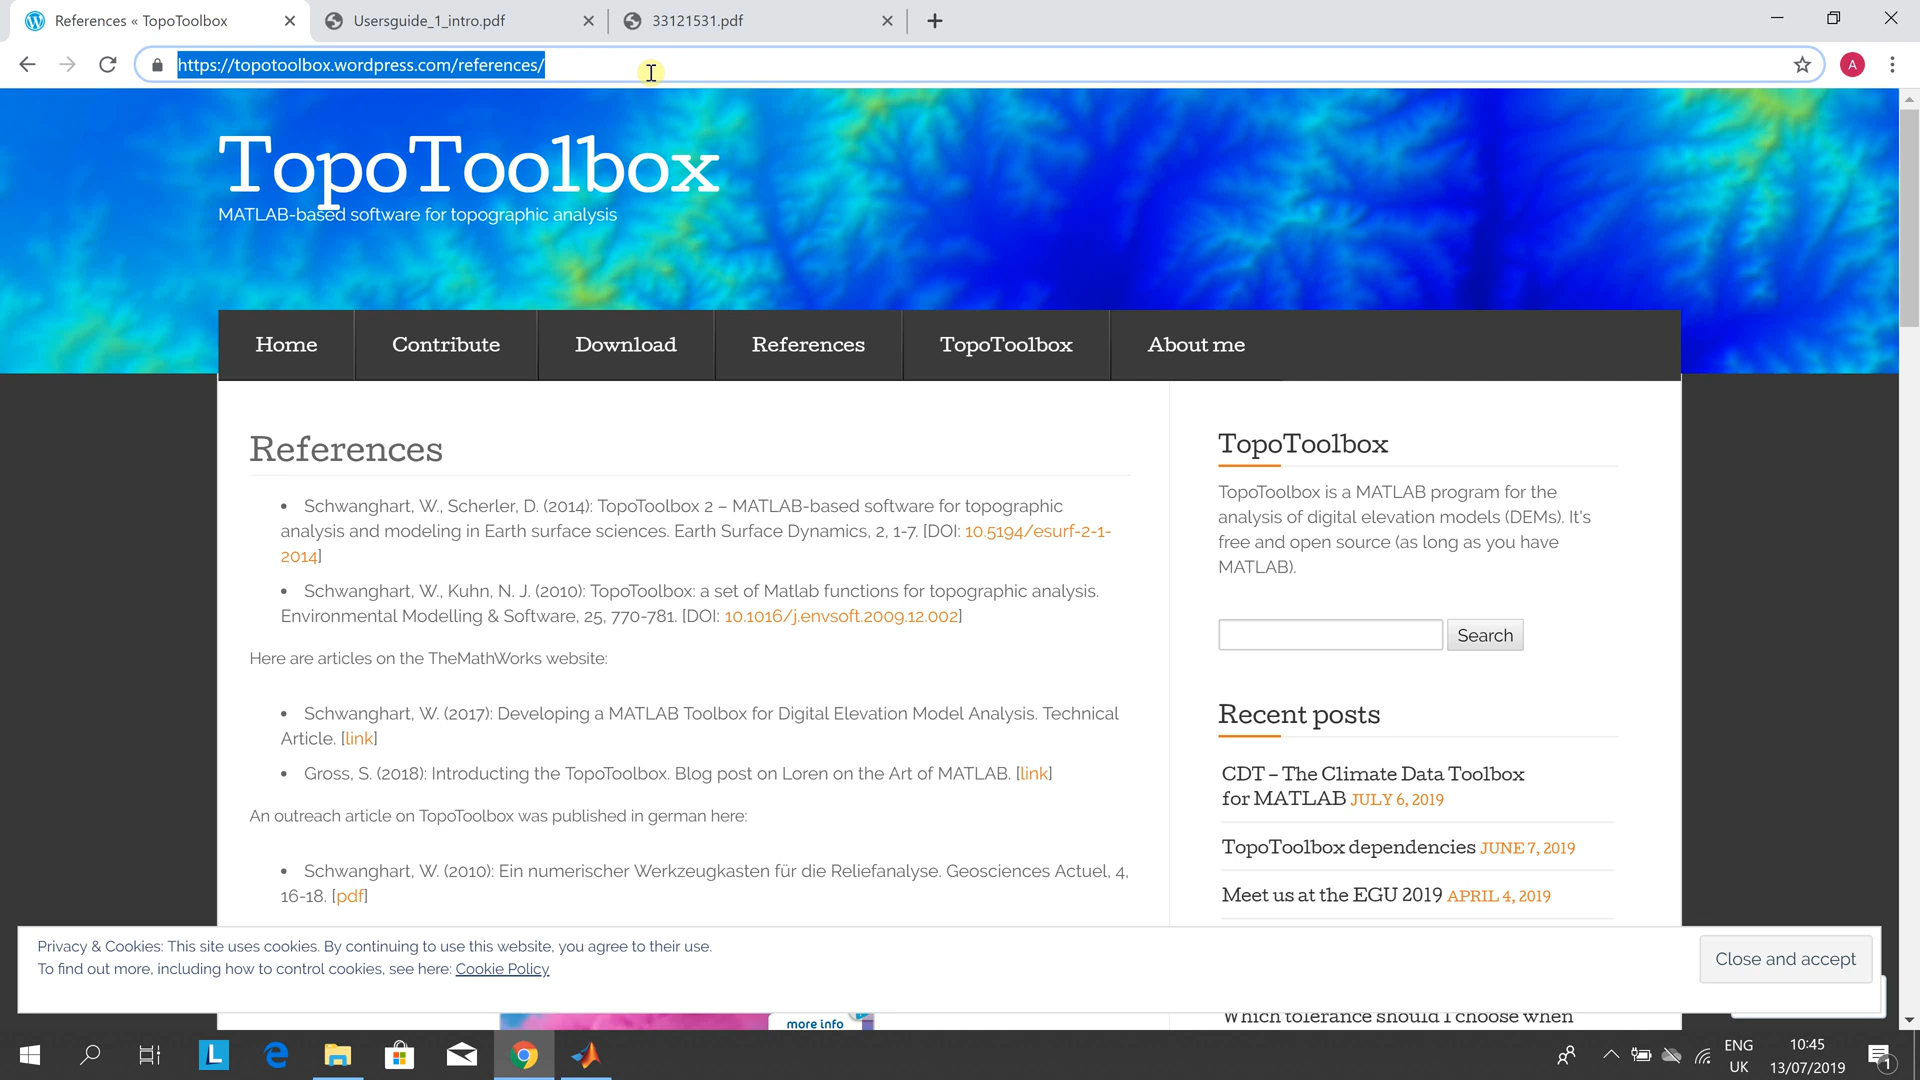 References « TopoToolbox
Usersguide_1_intro.pdf
33121531.pdf
https://topotoolbox.wordpress.com/references/
A
TopoToolbox
MATLAB-based software for topographic analysis
Home
Contribute
Download
References
TopoToolbox
About me
References
• Schwanghart, W., Scherler, D. (2014): TopoToolbox 2 – MATLAB-based software for topographic
analysis and modeling in Earth surface sciences. Earth Surface Dynamics, 2, 1-7. [DOI: 10.5194/esurf-2-1-
2014]
• Schwanghart, W., Kuhn, N. J. (2010): TopoToolbox: a set of Matlab functions for topographic analysis.
Environmental Modelling & Software, 25, 770-781. [DOI: 10.1016/j.envsoft.2009.12.002]
Here are articles on the TheMathWorks website:
• Schwanghart, W. (2017): Developing a MATLAB Toolbox for Digital Elevation Model Analysis. Technical
Article. [link]
• Gross, S. (2018): Introducting the TopoToolbox. Blog post on Loren on the Art of MATLAB. [link]
An outreach article on TopoToolbox was published in german here:
• Schwanghart, W. (2010): Ein numerischer Werkzeugkasten für die Reliefanalyse. Geosciences Actuel, 4,
16-18. [pdf]
TopoToolbox
TopoToolbox is a MATLAB program for the
analysis of digital elevation models (DEMs). It's
free and open source (as long as you have
MATLAB).
Search
Recent posts
CDT – The Climate Data Toolbox
for MATLAB JULY 6, 2019
TopoToolbox dependencies JUNE 7, 2019
Meet us at the EGU 2019 APRIL 4, 2019
Which tolerance should I choose when
Privacy & Cookies: This site uses cookies. By continuing to use this website, you agree to their use.
To find out more, including how to control cookies, see here: Cookie Policy
Close and accept
more info
L
ENG
UK
10:45
13/07/2019
1